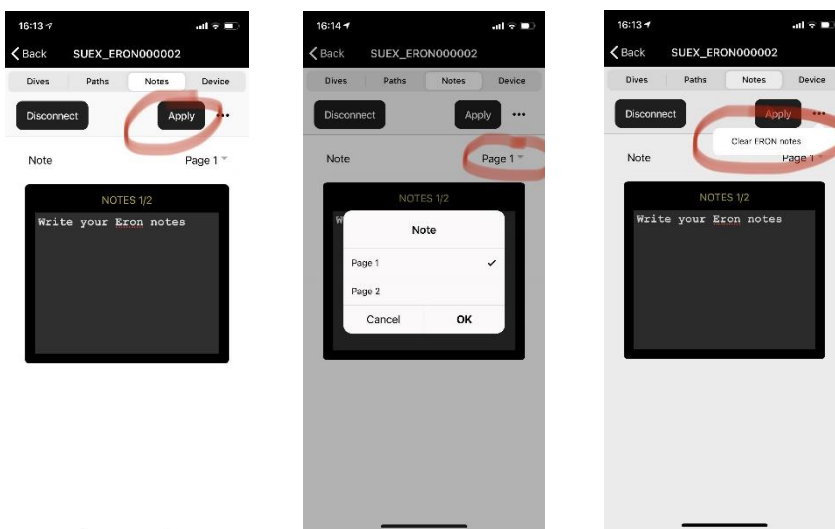 16:13
Back SUEX_ERON000002
Dives Paths Notes Device
Disconnect Apply
Note Page 1
NOTES 1/2
Write your Eron notes
16:14
Back SUEX_ERON000002
Dives Paths Notes Device
Disconnect Apply
Note Page 1
NOTES 1/2
W
Note
Page 1
Page 2
Cancel OK
16:13
Back SUEX_ERON000002
Dives Paths Notes Device
Disconnect Apply
Clear ERON notes
Note Page 1
NOTES 1/2
Write your Eron notes